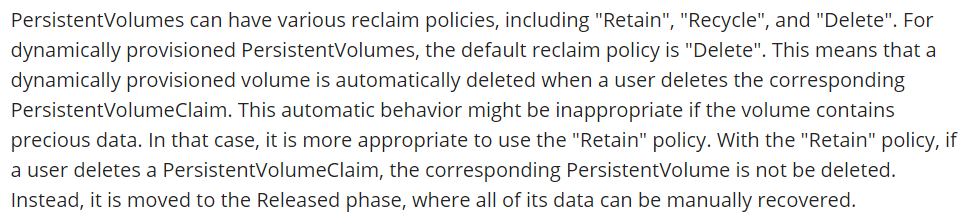 PersistentVolumes can have various reclaim policies, including "Retain", "Recycle", and "Delete". For
dynamically provisioned PersistentVolumes, the default reclaim policy is "Delete". This means that a
dynamically provisioned volume is automatically deleted when a user deletes the corresponding
PersistentVolumeClaim. This automatic behavior might be inappropriate if the volume contains
precious data. In that case, it is more appropriate to use the "Retain" policy. With the "Retain" policy, if
a user deletes a PersistentVolumeClaim, the corresponding PersistentVolume is not be deleted.
Instead, it is moved to the Released phase, where all of its data can be manually recovered.